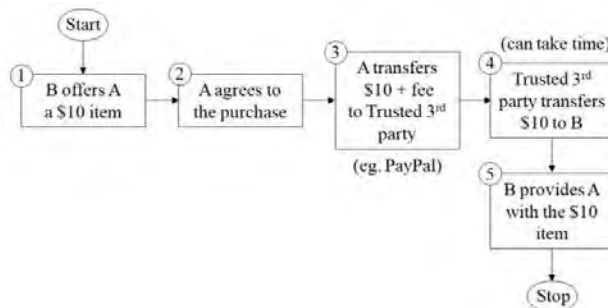 Start
1
B offers A
a $10 item
2
A agrees to
the purchase
3
A transfers
$10 + fee
to Trusted 3rd
party
(eg. PayPal)
(can take time)
4
Trusted 3rd
party transfers
$10 to B
5
B provides A
with the $10
item
Stop